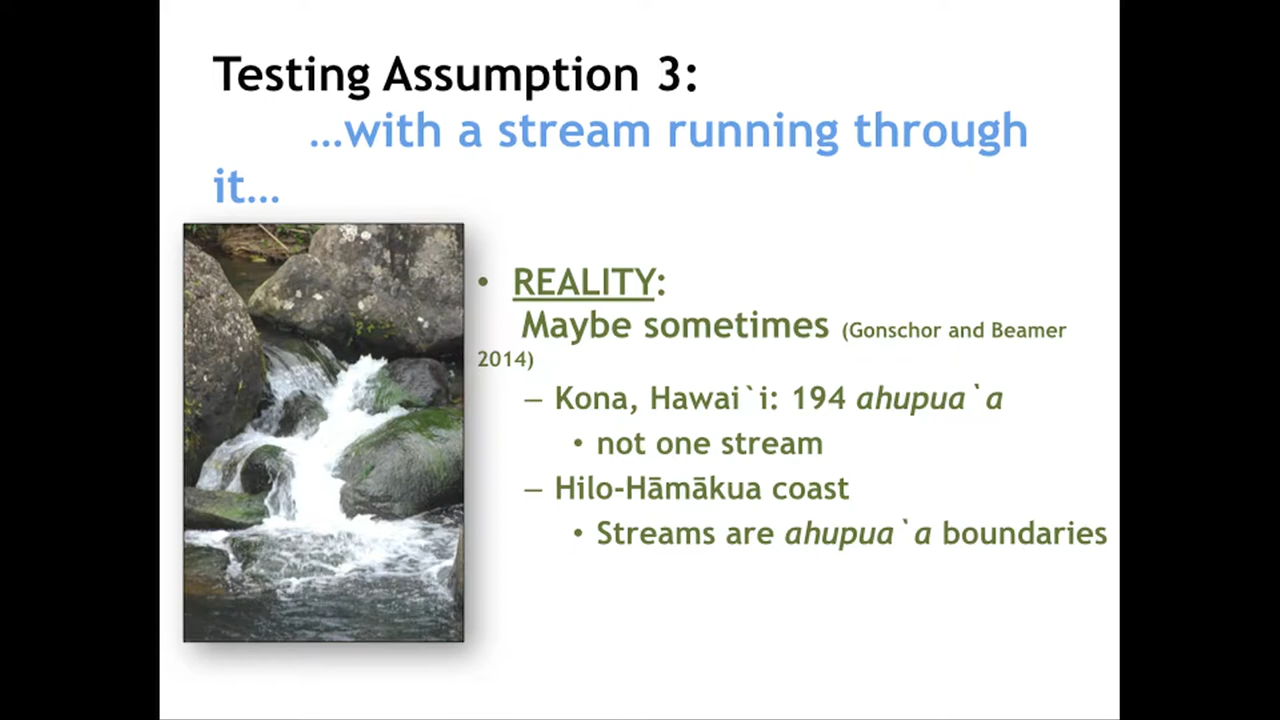 Testing Assumption 3:
…with a stream running through
it…
• REALITY:
Maybe sometimes (Gonschor and Beamer
2014)
– Kona, Hawai`i: 194 ahupua`a
• not one stream
– Hilo-Hāmākua coast
• Streams are ahupua`a boundaries